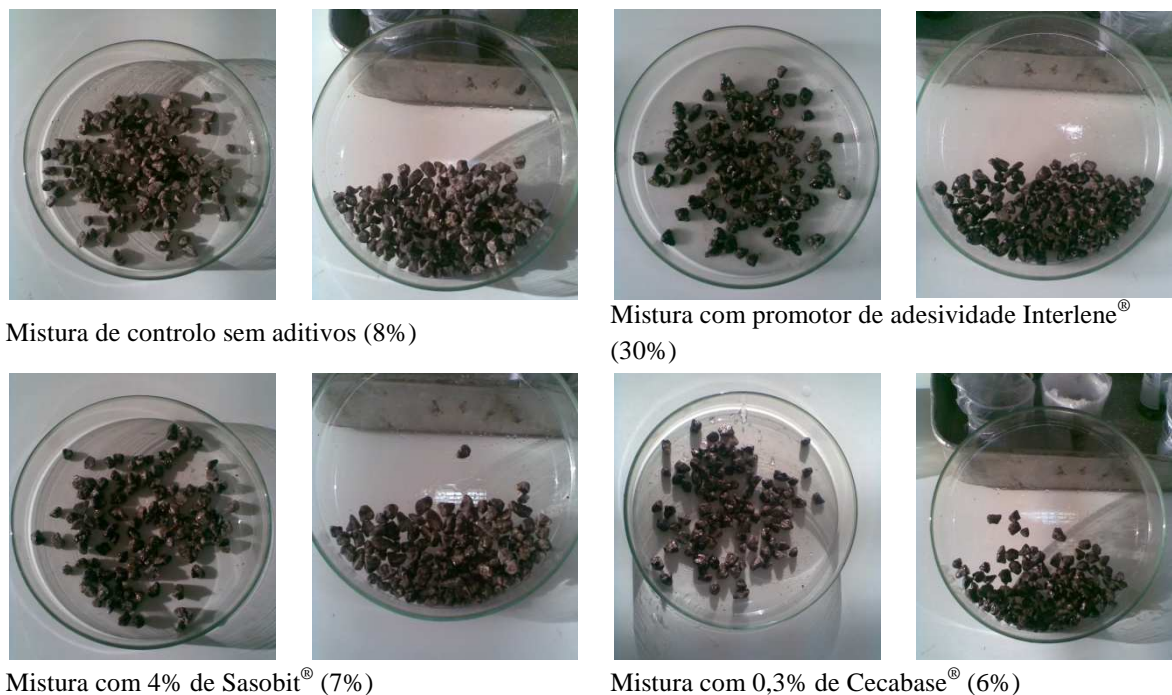 Mistura de controlo sem aditivos (8%)
Mistura com promotor de adesividade Interlene®
(30%)
Mistura com 4% de Sasobit® (7%)
Mistura com 0,3% de Cecabase® (6%)